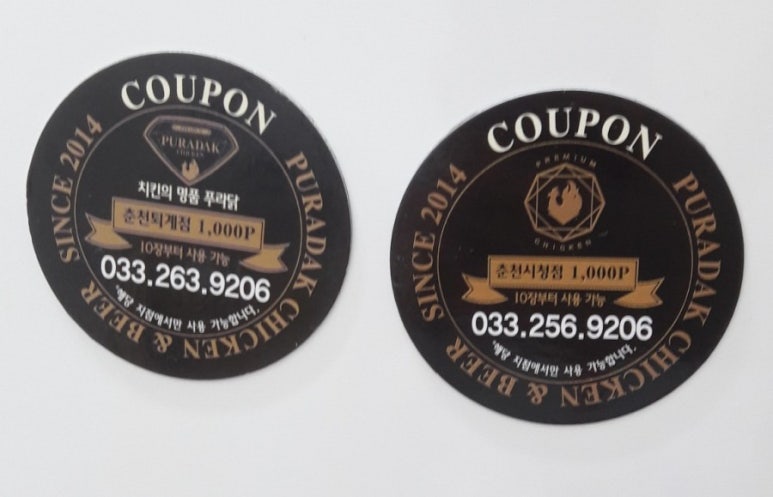 COUPON
SINCE 2014
PURADAK CHICKEN & BEER
PURADAK
CHICKEN
치킨의 명품 푸라닭
춘천퇴계점 1,000P
10장부터 사용 가능
033.263.9206
*해당 지점에서만 사용 가능합니다.
COUPON
SINCE 2014
PURADAK CHICKEN & BEER
PREMIUM
CHICKEN
춘천시청점 1,000P
10장부터 사용 가능
033.256.9206
*해당 지점에서만 사용 가능합니다.